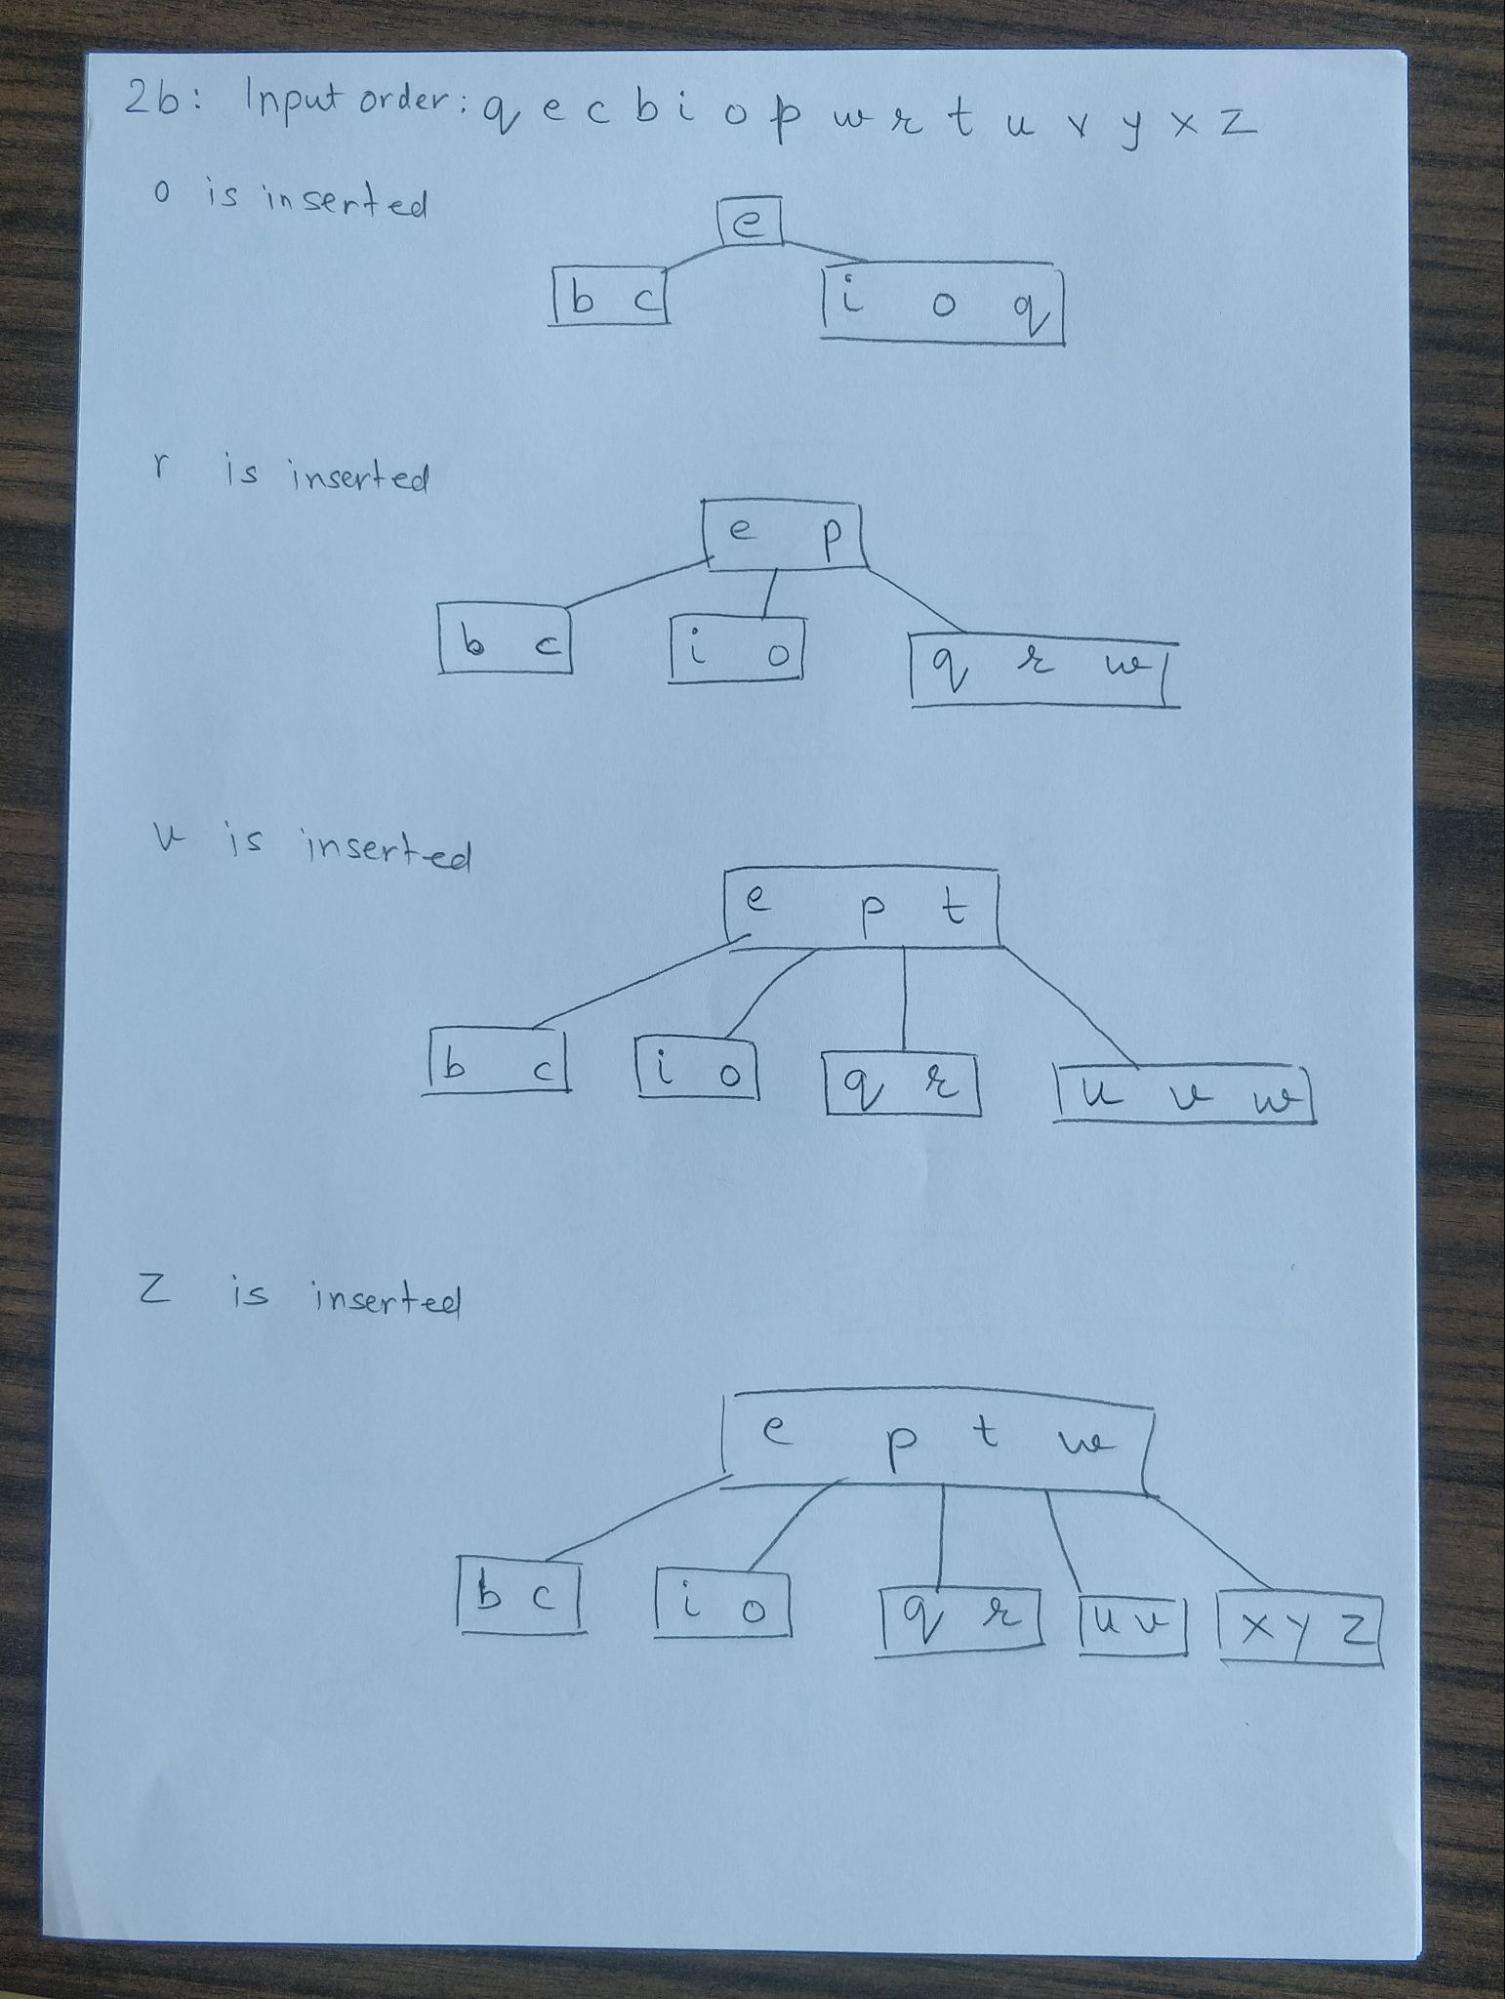 2b: Input order: q e c b i o p w r t u v y x z
o is inserted
e
b c i o q
r is inserted
e p
b c i o q r w
v is inserted
e p t
b c i o q r u v w
z is inserted
e p t w
b c i o q r u v x y z